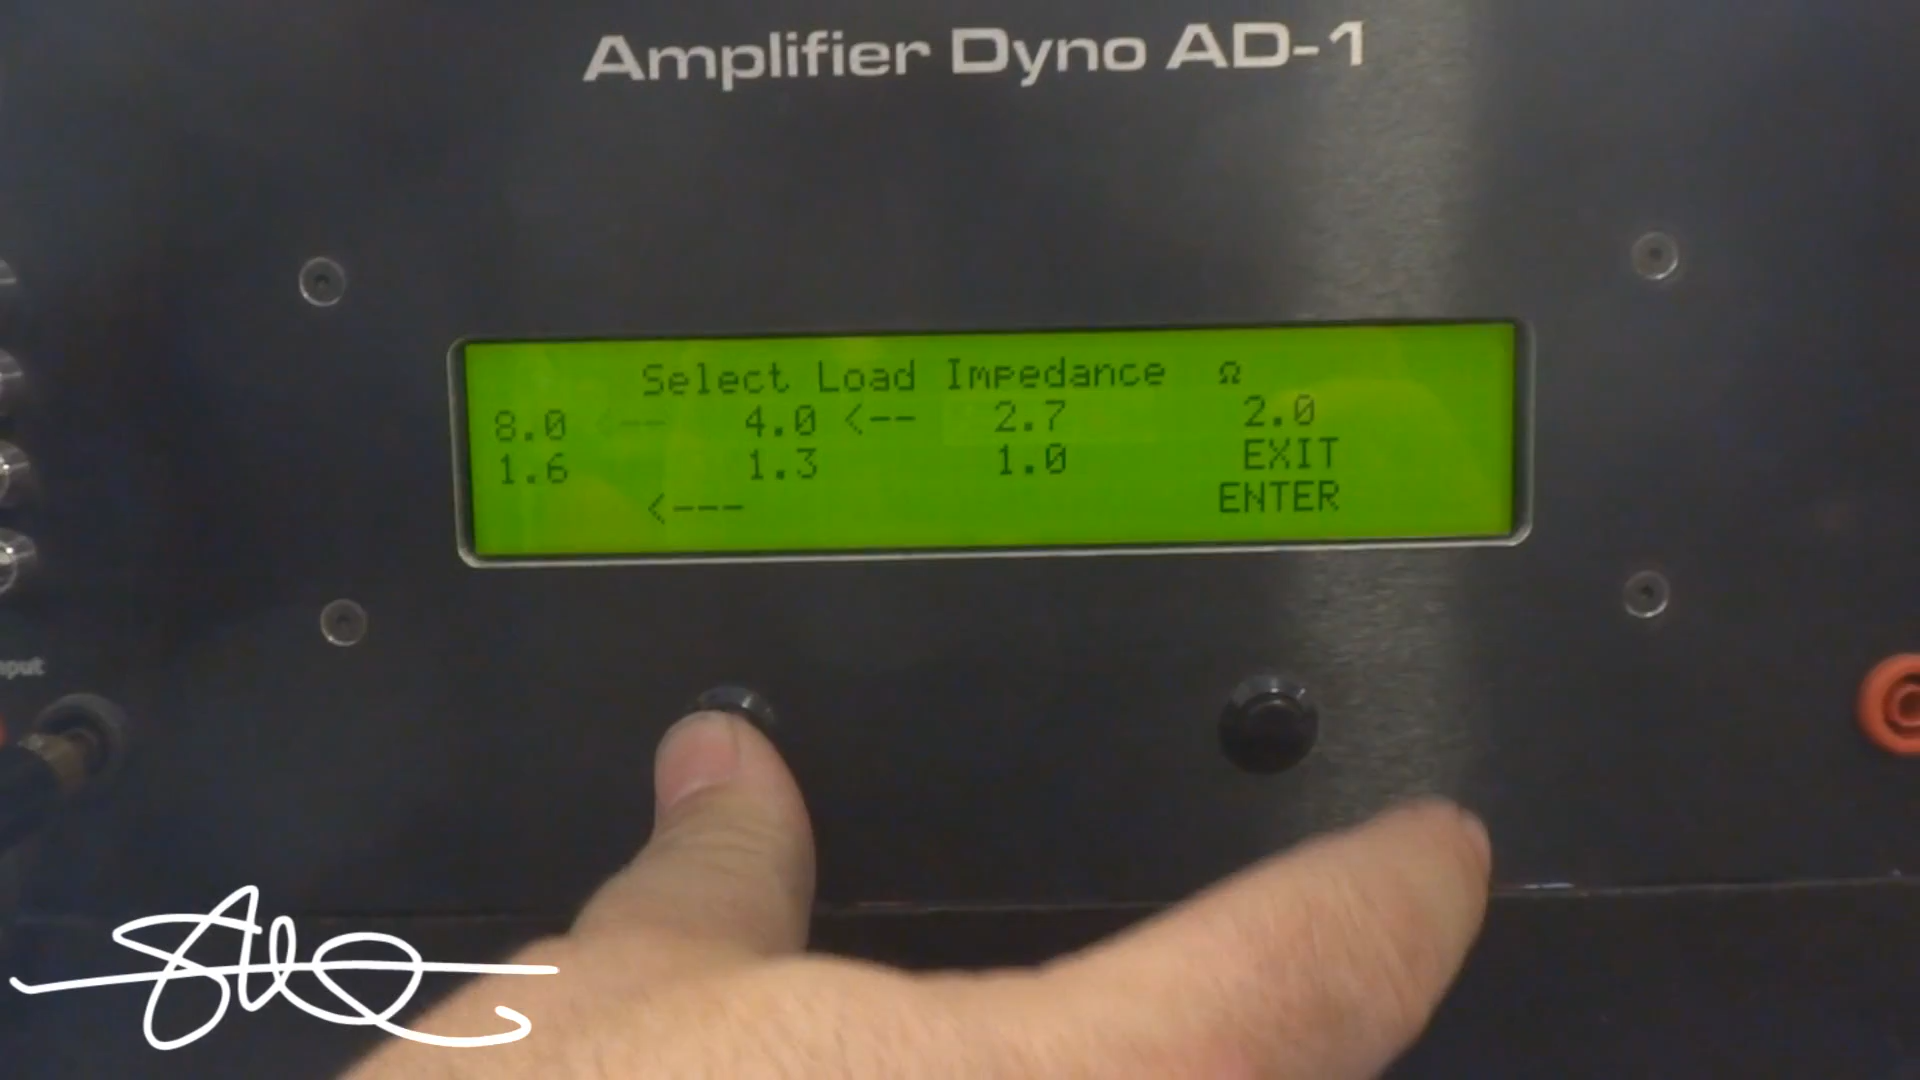 Amplifier Dyno AD-1
Select Load Impedance Ω
8.0 <-- 4.0 <-- 2.7 2.0
1.6 1.3 1.0 EXIT
<--- ENTER